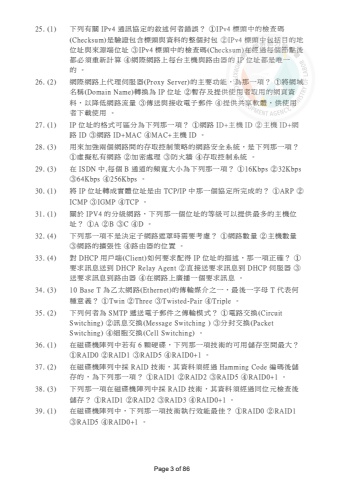 25. (1) 下列有關 IPv4 通訊協定的敘述何者錯誤？ ①IPv4 標頭中的檢查碼
(Checksum)是驗證包含標頭與資料的整個封包 ②IPv4 標頭中包括目的地
位址與來源端位址 ③IPv4 標頭中的檢查碼(Checksum)在經過每個節點後
都必須重新計算 ④網際網路上每台主機與路由器的 IP 位址都是唯一
的 。
26. (2) 網際網路上代理伺服器(Proxy Server)的主要功能，為那一項？ ①將網域
名稱(Domain Name)轉換為 IP 位址 ②暫存及提供使用者取用的網頁資
料，以降低網路流量 ③傳送與接收電子郵件 ④提供共享軟體，供使用
者下載使用 。
27. (1) IP 位址的格式可區分為下列那一項？ ①網路 ID+主機 ID ②主機 ID+網
路 ID ③網路 ID+MAC ④MAC+主機 ID 。
28. (3) 用來加強兩個網路間的存取控制策略的網路安全系統，是下列那一項？
①虛擬私有網路 ②加密處理 ③防火牆 ④存取控制系統 。
29. (3) 在 ISDN 中,每個 B 通道的頻寬大小為下列那一項？ ①16Kbps ②32Kbps
③64Kbps ④256Kbps 。
30. (1) 將 IP 位址轉成實體位址是由 TCP/IP 中那一個協定所完成的？ ①ARP ②
ICMP ③IGMP ④TCP 。
31. (1) 關於 IPV4 的分級網路，下列那一個位址的等級可以提供最多的主機位
址？ ①A ②B ③C ④D 。
32. (4) 下列那一項不是決定子網路遮罩時需要考慮？ ①網路數量 ②主機數量
③網路的擴張性 ④路由器的位置 。
33. (4) 對 DHCP 用戶端(Client)如何要求配得 IP 位址的描述，那一項正確？ ①
要求訊息送到 DHCP Relay Agent ②直接送要求訊息到 DHCP 伺服器 ③
送要求訊息到路由器 ④在網路上廣播一個要求訊息 。
34. (3) 10 Base T 為乙太網路(Ethernet)的傳輸媒介之一，最後一字母 T 代表何
種意義？ ①Twin ②Three ③Twisted-Pair ④Triple 。
35. (2) 下列何者為 SMTP 遞送電子郵件之傳輸模式？ ①電路交換(Circuit
Switching) ②訊息交換(Message Switching ) ③分封交換(Packet
Switching) ④細胞交換(Cell Switching) 。
36. (1) 在磁碟機陣列中若有 6 顆硬碟，下列那一項技術的可用儲存空間最大？
①RAID0 ②RAID1 ③RAID5 ④RAID0+1 。
37. (2) 在磁碟機陣列中採 RAID 技術，其資料須經過 Hamming Code 編碼後儲
存的，為下列那一項？ ①RAID1 ②RAID2 ③RAID5 ④RAID0+1 。
38. (3) 下列那一項在磁碟機陣列中採 RAID 技術，其資料須經過同位元檢查後
儲存？ ①RAID1 ②RAID2 ③RAID3 ④RAID0+1 。
39. (1) 在磁碟機陣列中，下列那一項技術執行效能最佳？ ①RAID0 ②RAID1
③RAID5 ④RAID0+1 。
Page 3 of 86